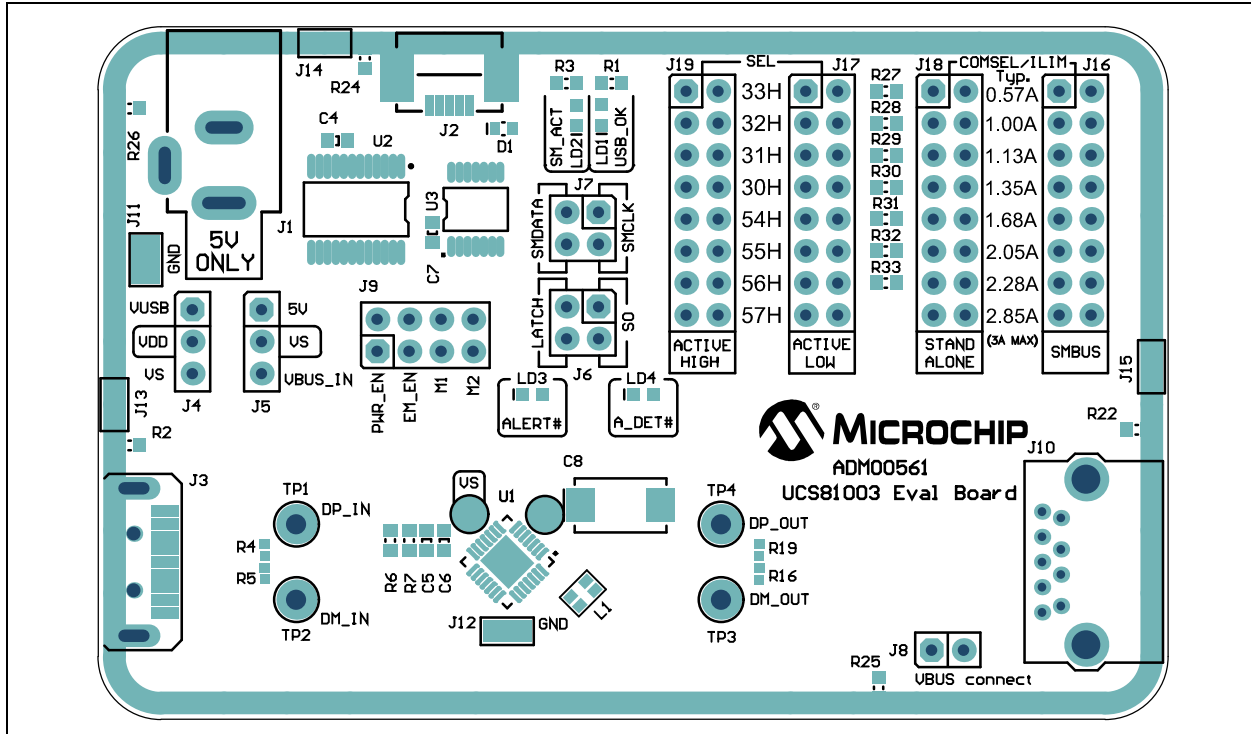 J14
R24
R26
C4
U2
J2
D1
R3
R1
SM_ACT
LD2
LD1
USB_OK
J19
SEL
J17
R27
J18
COMSEL/ILIM
Typ.
J16
33H
0.57A
R28
32H
1.00A
R29
31H
1.13A
R30
30H
1.35A
R31
54H
1.68A
R32
55H
2.05A
R33
56H
2.28A
57H
2.85A
(3A MAX)
ACTIVE
HIGH
ACTIVE
LOW
STAND
ALONE
SMBUS
J11
GND
J1
5V
ONLY
U3
C7
J7
SMDATA
SMCLK
LATCH
SO
J6
VUSB
VDD
VS
J4
5V
VS
VBUS_IN
J5
J9
PWR_EN
EM_EN
M1
M2
LD3
ALERT#
LD4
A_DET#
J13
R2
J15
R22
MICROCHIP
®
ADM00561
UCS81003 Eval Board
J10
J3
TP1
DP_IN
R4
R5
DM_IN
TP2
VS
U1
C8
R6
R7
C5
C6
J12
GND
L1
TP4
DP_OUT
R19
R16
DM_OUT
TP3
R25
J8
VBUS connect